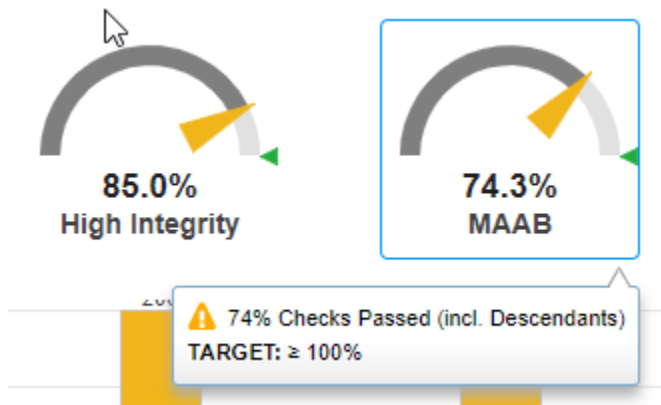 85.0%
High Integrity
74.3%
MAAB
74% Checks Passed (incl. Descendants)
TARGET: ≥ 100%